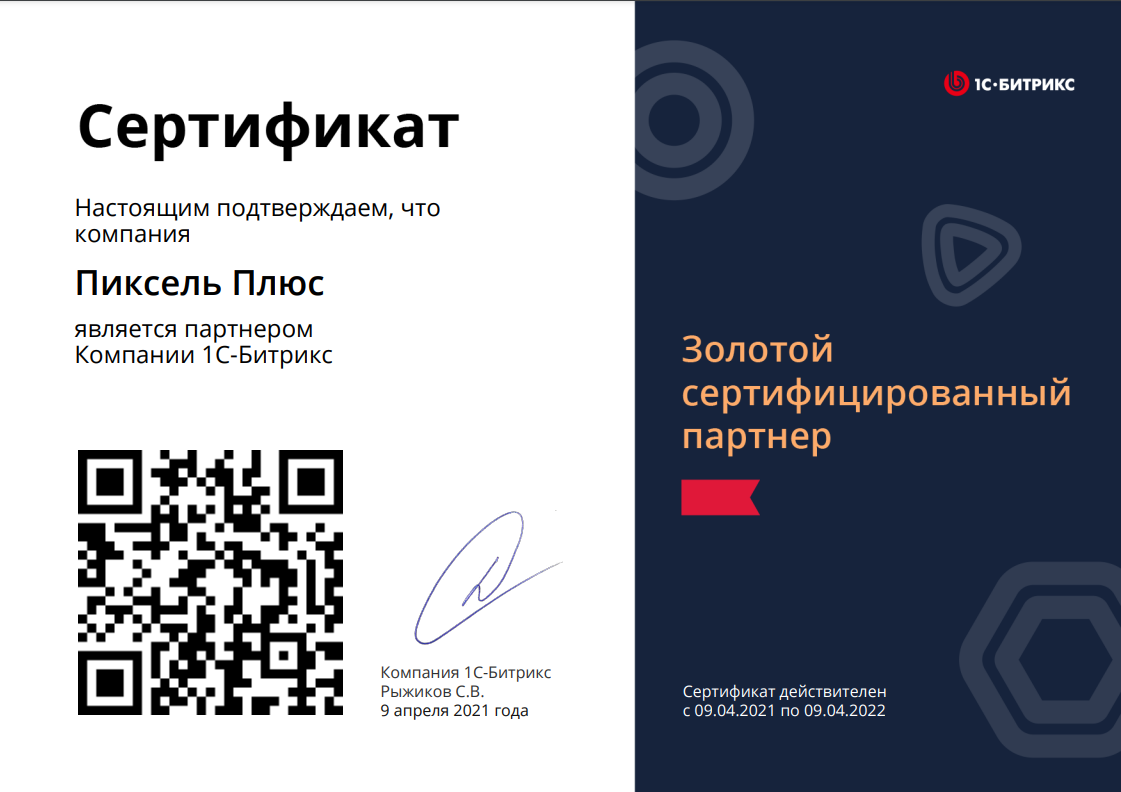 Сертификат
Настоящим подтверждаем, что
компания
Пиксель Плюс
является партнером
Компании 1С-Битрикс
Компания 1С-Битрикс
Рыжиков С.В.
9 апреля 2021 года
1С•БИТРИКС
Золотой
сертифицированный
партнер
Сертификат действителен
с 09.04.2021 по 09.04.2022